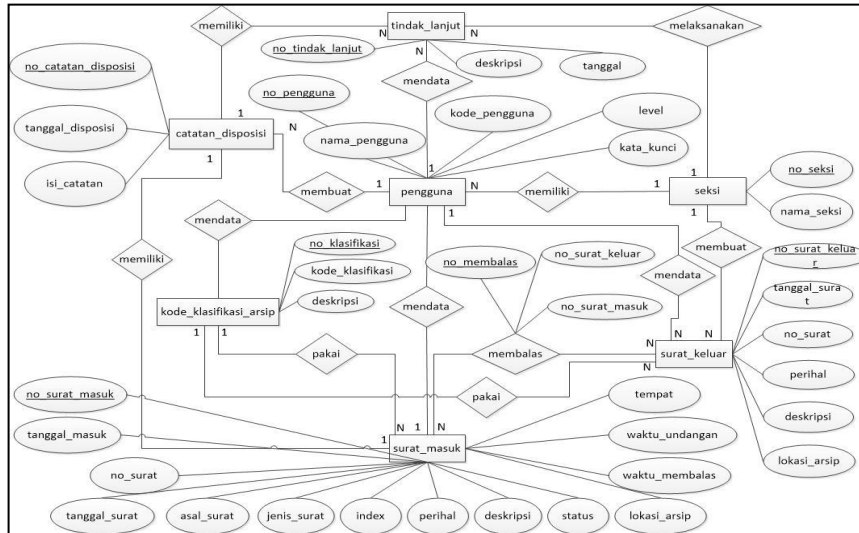 memiliki
tindak_lanjut
melaksanakan
N
N
N
no_tindak_lanjut
N
deskripsi
tanggal
no_catatan_disposisi
no_pengguna
mendata
kode_pengguna
level
tanggal_disposisi
1
catatan_disposisi
N
nama_pengguna
kata_kunci
1
isi_catatan
1
1
no_seksi
membuat
1
pengguna
N
memiliki
1
seksi
mendata
1
1
nama_seksi
no_klasifikasi
no_membalas
no_surat_keluar
membuat
no_surat_kelua
r
memiliki
kode_klasifikasi
mendata
tanggal_sura
t
deskripsi
mendata
no_surat_masuk
kode_klasifikasi_arsip
N
N
no_surat
1
1
pakai
membalas
N
surat_keluar
N
perihal
pakai
no_surat_masuk
tempat
deskripsi
tanggal_masuk
1
N
1
N
surat_masuk
waktu_undangan
lokasi_arsip
no_surat
waktu_membalas
tanggal_surat
asal_surat
jenis_surat
index
perihal
deskripsi
status
lokasi_arsip